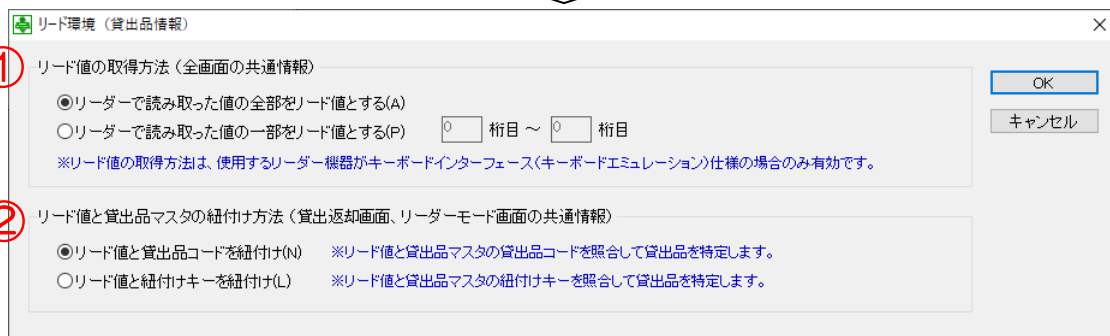 リード環境（貸出品情報）
①
リード値の取得方法（全画面の共通情報）
リーダーで読み取った値の全部をリード値とする(A)
リーダーで読み取った値の一部をリード値とする(P) 0 桁目 ～ 0 桁目
※リード値の取得方法は、使用するリーダー機器がキーボードインターフェース(キーボードエミュレーション)仕様の場合のみ有効です。
OK
キャンセル
②
リード値と貸出品マスタの紐付け方法（貸出返却画面、リーダーモード画面の共通情報）
リード値と貸出品コードを紐付け(N) ※リード値と貸出品マスタの貸出品コードを照合して貸出品を特定します。
リード値と紐付けキーを紐付け(L) ※リード値と貸出品マスタの紐付けキーを照合して貸出品を特定します。